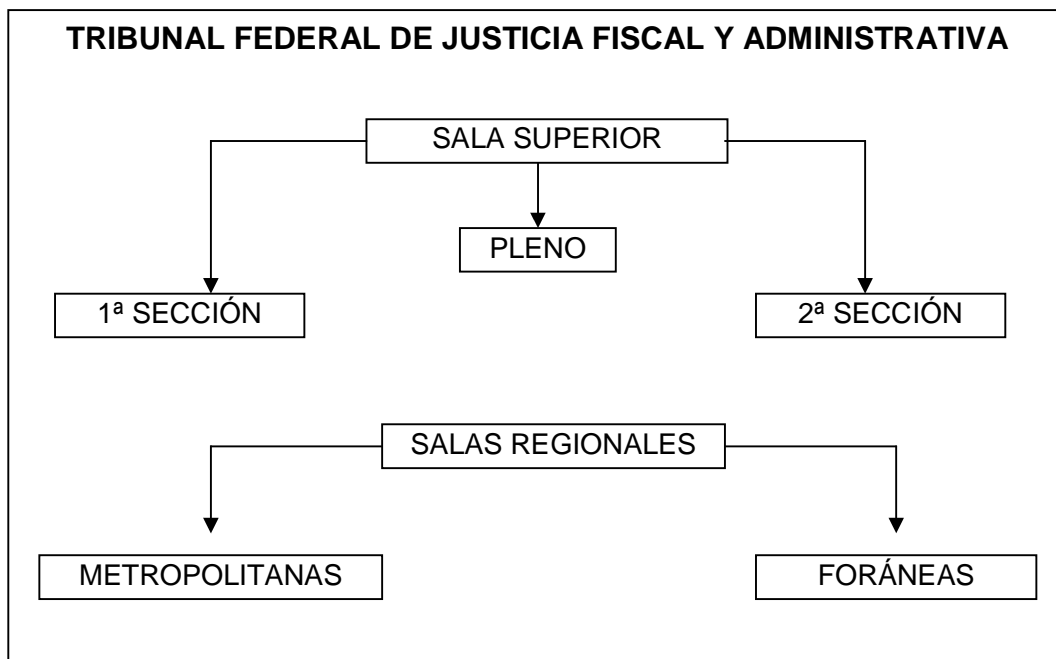 TRIBUNAL FEDERAL DE JUSTICIA FISCAL Y ADMINISTRATIVA
SALA SUPERIOR
PLENO
1ª SECCIÓN
2ª SECCIÓN
SALAS REGIONALES
METROPOLITANAS
FORÁNEAS